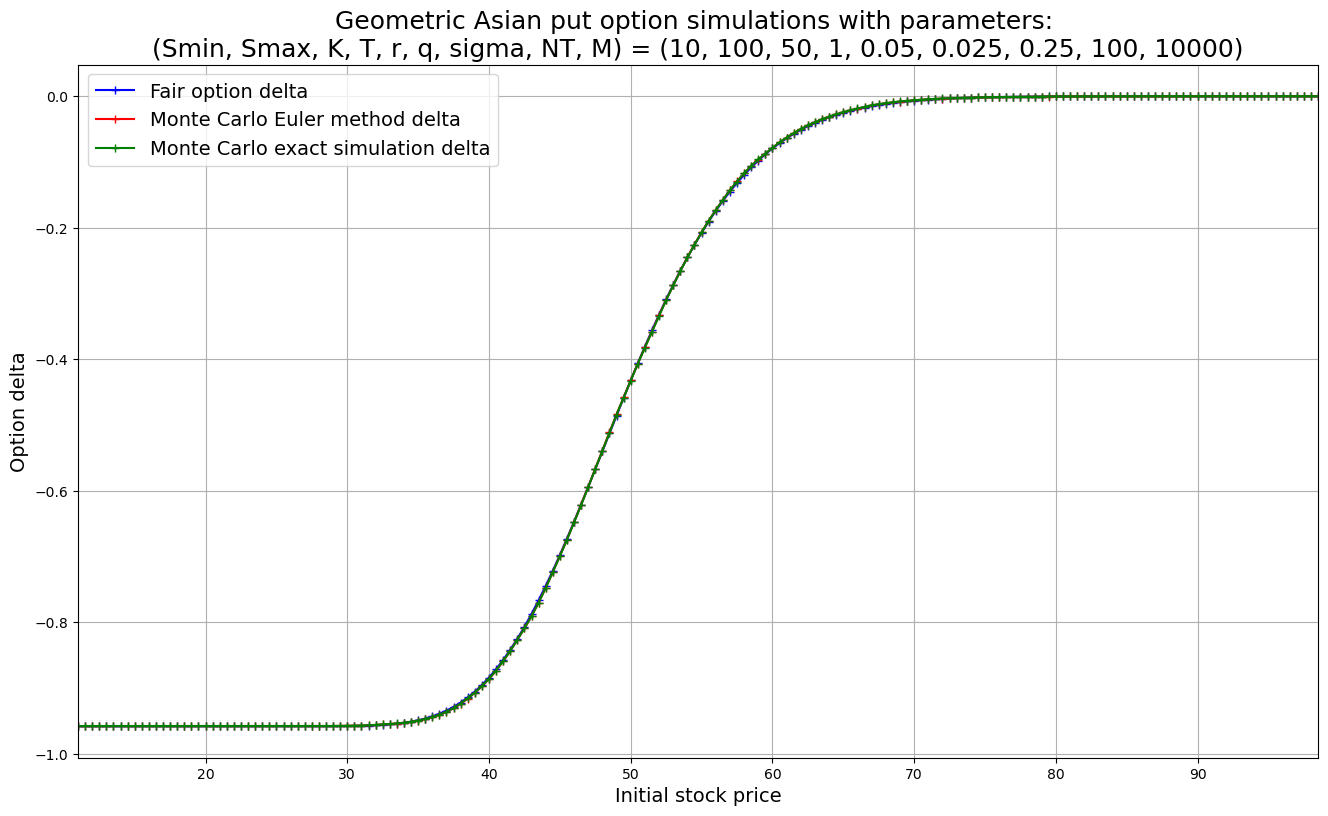 Geometric Asian put option simulations with parameters:
(Smin, Smax, K, T, r, q, sigma, NT, M) = (10, 100, 50, 1, 0.05, 0.025, 0.25, 100, 10000)
Fair option delta
Monte Carlo Euler method delta
Monte Carlo exact simulation delta
Option delta
0.0
−0.2
−0.4
−0.6
−0.8
−1.0
20 30 40 50 60 70 80 90
Initial stock price